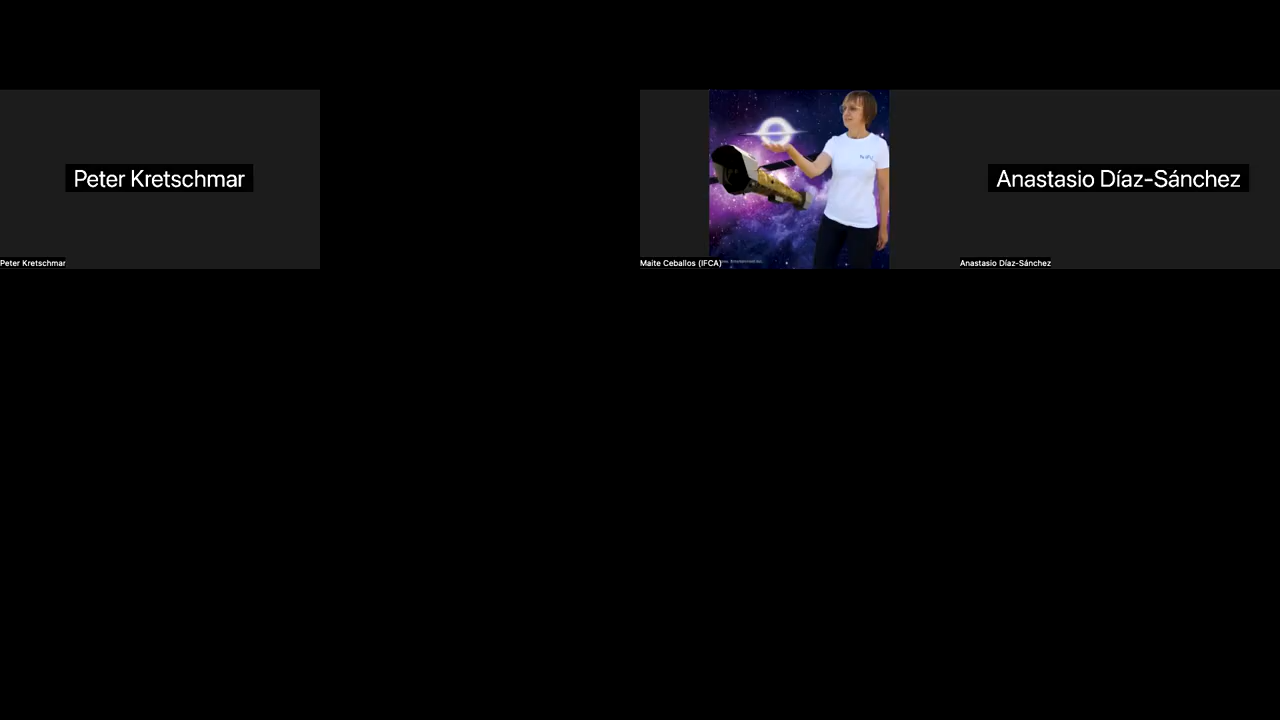 Peter Kretschmar
Anastasio Díaz-Sánchez
Peter Kretschmar
Maite Ceballos (IFCA)
Anastasio Díaz-Sánchez